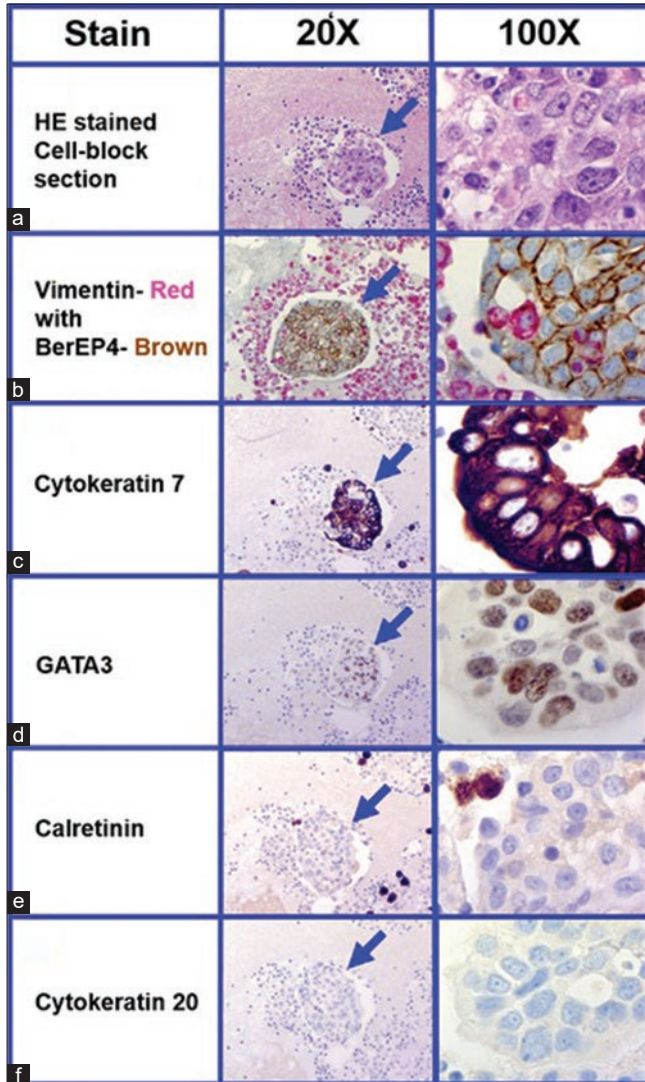 Stain 20X 100X
HE stained
Cell-block
section
a
Vimentin- Red
with
BerEP4- Brown
b
Cytokeratin 7
c
GATA3
d
Calretinin
e
Cytokeratin 20
f